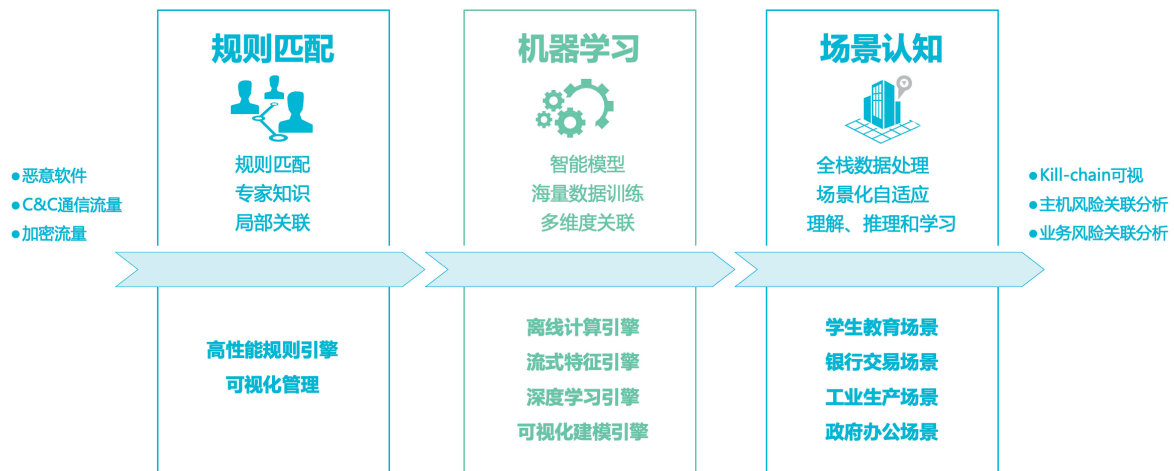 恶意软件
C&C通信流量
加密流量
规则匹配
规则匹配
专家知识
局部关联
高性能规则引擎
可视化管理
机器学习
智能模型
海量数据训练
多维度关联
离线计算引擎
流式特征引擎
深度学习引擎
可视化建模引擎
场景认知
全栈数据处理
场景化自适应
理解、推理和学习
学生教育场景
银行交易场景
工业生产场景
政府办公场景
Kill-chain可视
主机风险关联分析
业务风险关联分析